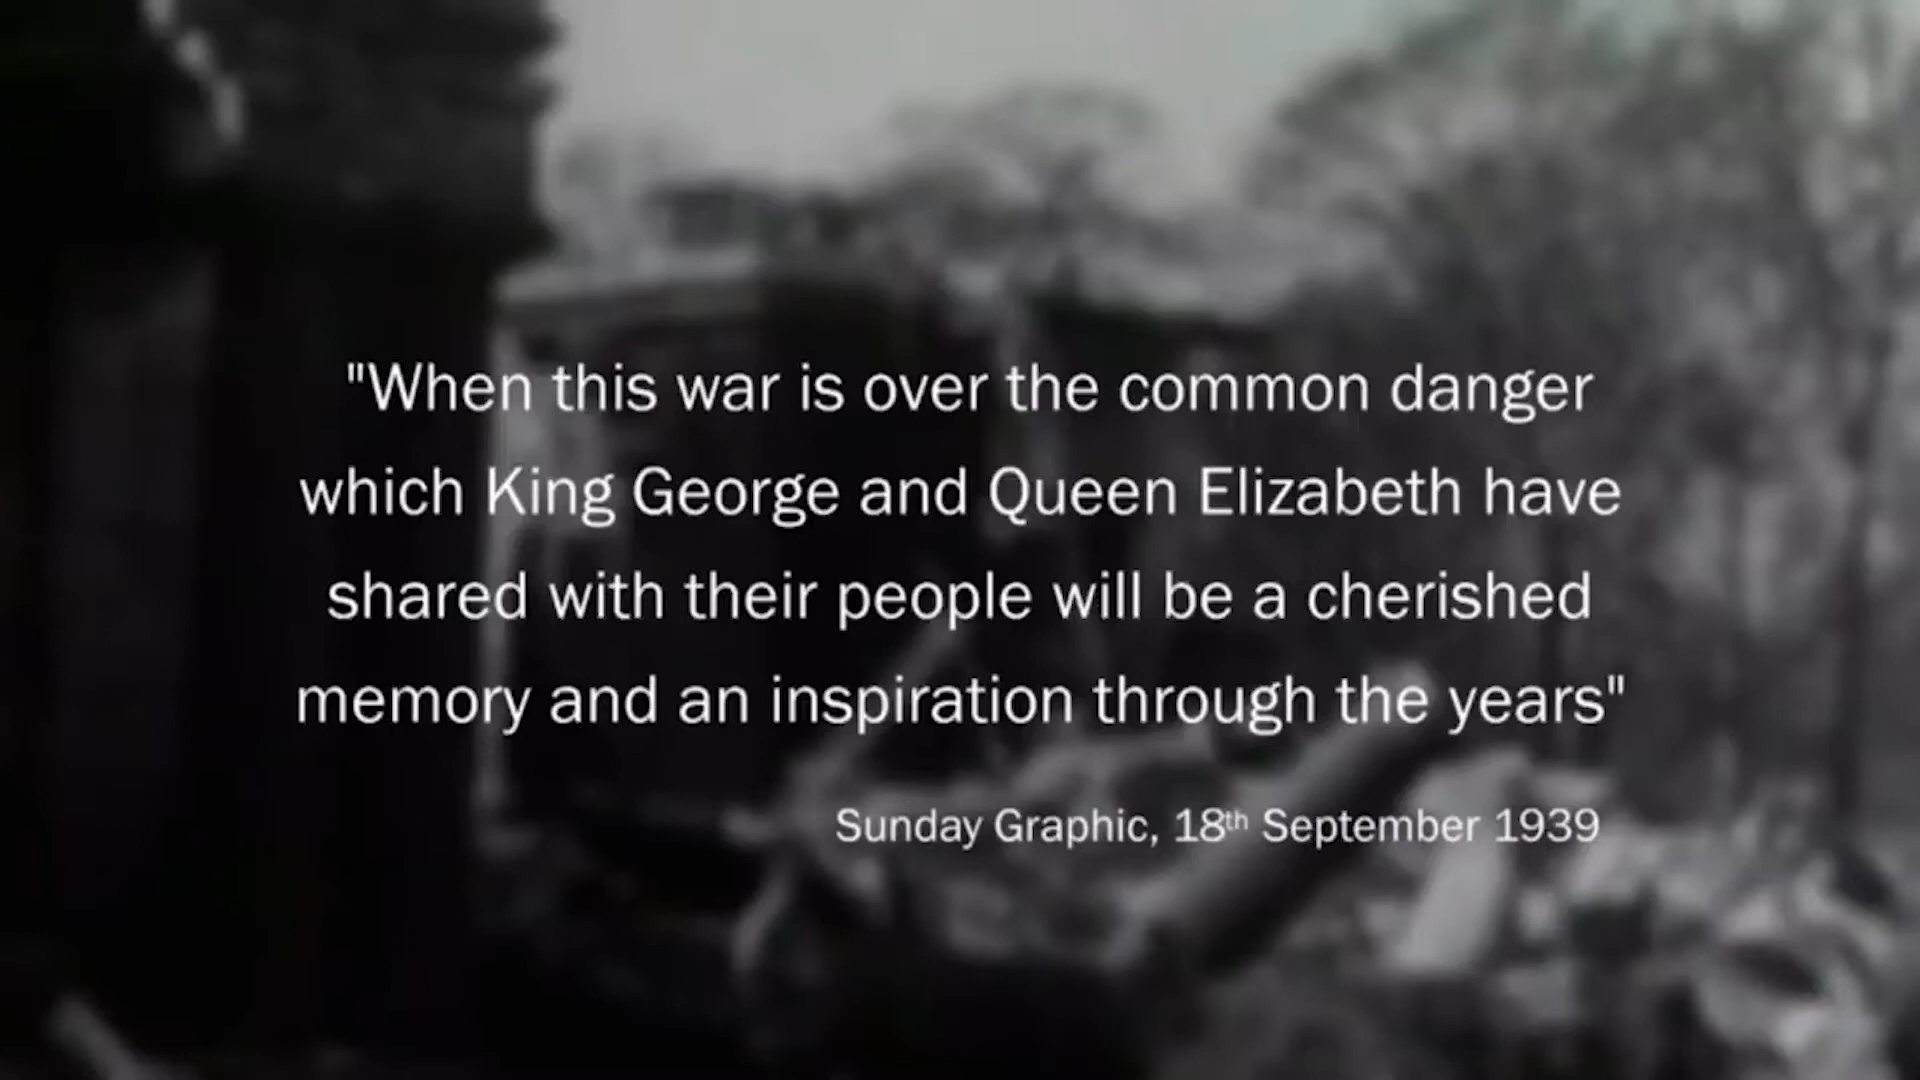 "When this war is over the common danger
which King George and Queen Elizabeth have
shared with their people will be a cherished
memory and an inspiration through the years"
Sunday Graphic, 18th September 1939